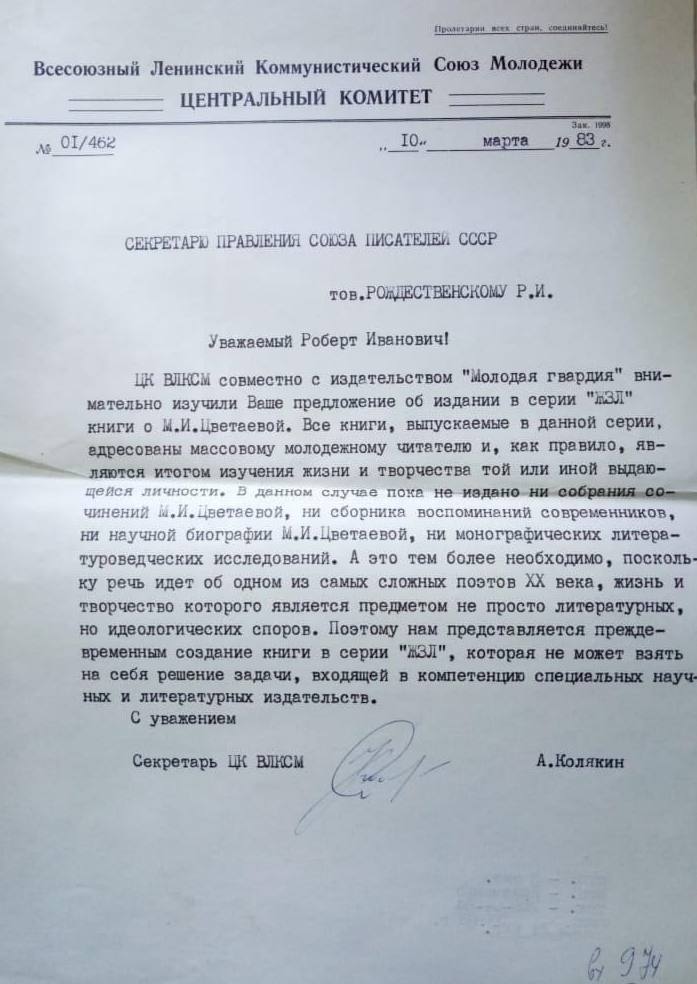 Пролетарии всех стран, соединяйтесь!
Всесоюзный Ленинский Коммунистический Союз Молодежи
ЦЕНТРАЛЬНЫЙ КОМИТЕТ
Зак. 1998
№ 01/462 „10" марта 1983 г.
СЕКРЕТАРЮ ПРАВЛЕНИЯ СОЮЗА ПИСАТЕЛЕЙ СССР
тов.РОЖДЕСТВЕНСКОМУ Р.И.
Уважаемый Роберт Иванович!
ЦК ВЛКСМ совместно с издательством "Молодая гвардия" вни-
мательно изучили Ваше предложение об издании в серии "ЖЗЛ"
книги о М.И.Цветаевой. Все книги, выпускаемые в данной серии,
адресованы массовому молодежному читателю и, как правило, яв-
ляются итогом изучения жизни и творчества той или иной выдаю-
щейся личности. В данном случае пока не издано ни собрания со-
чинений М.И.Цветаевой, ни сборника воспоминаний современников,
ни научной биографии М.И.Цветаевой, ни монографических литера-
туроведческих исследований. А это тем более необходимо, посколь-
ку речь идет об одном из самых сложных поэтов XX века, жизнь и
творчество которого является предметом не просто литературных,
но идеологических споров. Поэтому нам представляется прежде-
временным создание книги в серии "ЖЗЛ", которая не может взять
на себя решение задачи, входящей в компетенцию специальных науч-
ных и литературных издательств.
С уважением
Секретарь ЦК ВЛКСМ А.Колякин
вх 974